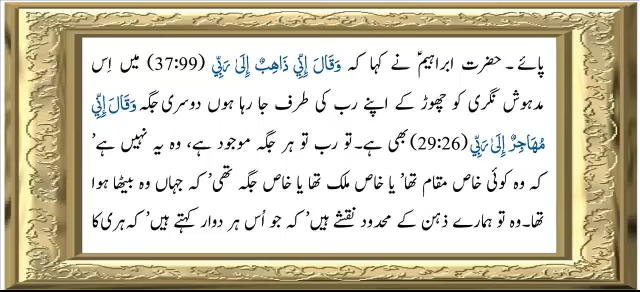 پائے ۔ حضرت ابراہیمؑ نے کہا کہ وَقَالَ إِنِّي ذَاهِبٌ إِلَىٰ رَبِّي (37:99) میں اِس
مدہوش نگری کو چھوڑ کے اپنے رب کی طرف جا رہا ہوں دوسری جگہ وَقَالَ إِنِّي
مُهَاجِرٌ إِلَىٰ رَبِّي (29:26) بھی ہے۔ تو رب تو ہر جگہ موجود ہے، وہ یہ نہیں ہے’
کہ وہ کوئی خاص مقام تھا’ یا خاص ملک تھا یا خاص جگہ تھی’ کہ جہاں وہ بیٹھا ہوا
تھا۔ وہ تو ہمارے ذہن کے محدود نقشے ہیں’ کہ جو اُس ہر دوار کہتے ہیں’ کہ ہری کا